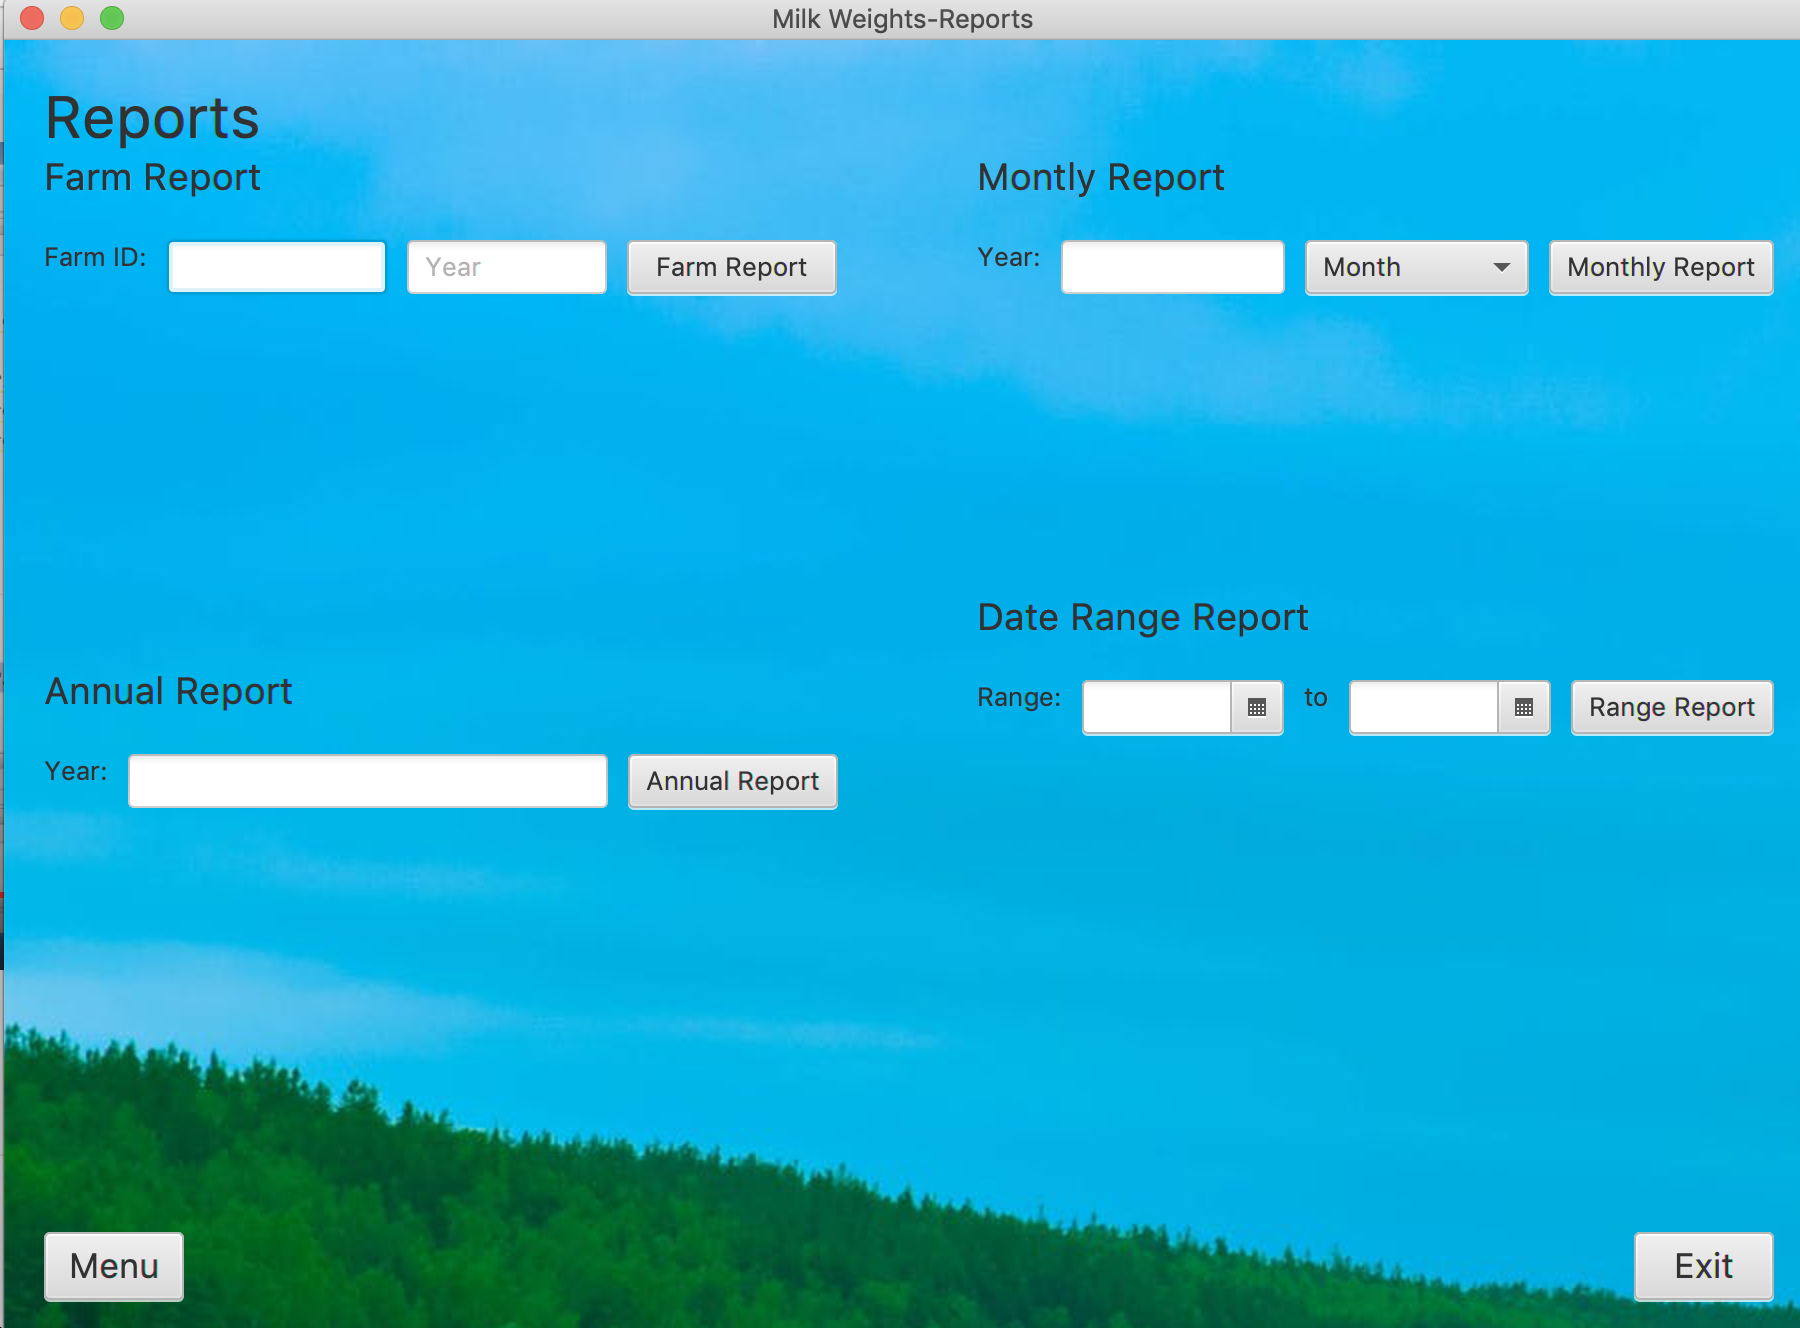 Milk Weights-Reports
Reports
Farm Report
Farm ID:
Year
Farm Report
Montly Report
Year:
Month
Monthly Report
Annual Report
Year:
Annual Report
Date Range Report
Range:
to
Range Report
Menu
Exit